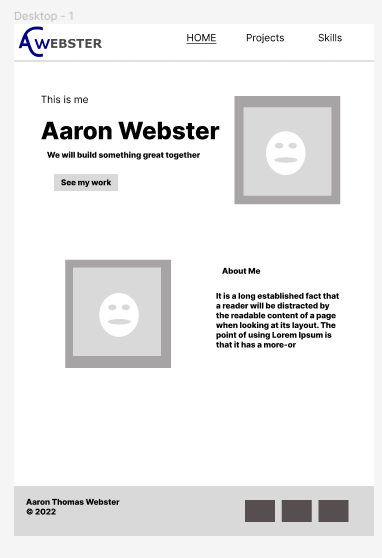 Desktop - 1
AC WEBSTER HOME Projects Skills
This is me
Aaron Webster
We will build something great together
See my work
About Me
It is a long established fact that
a reader will be distracted by
the readable content of a page
when looking at its layout. The
point of using Lorem Ipsum is
that it has a more-or
Aaron Thomas Webster
© 2022